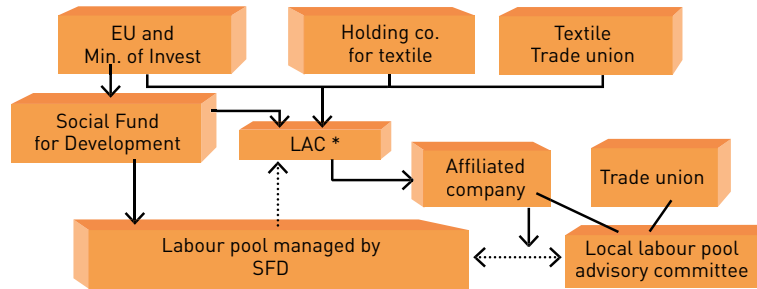 EU and
Min. of Invest
Holding co.
for textile
Textile
Trade union
Social Fund
for Development
LAC *
Affiliated
company
Trade union
Labour pool managed by
SFD
Local labour pool
advisory committee